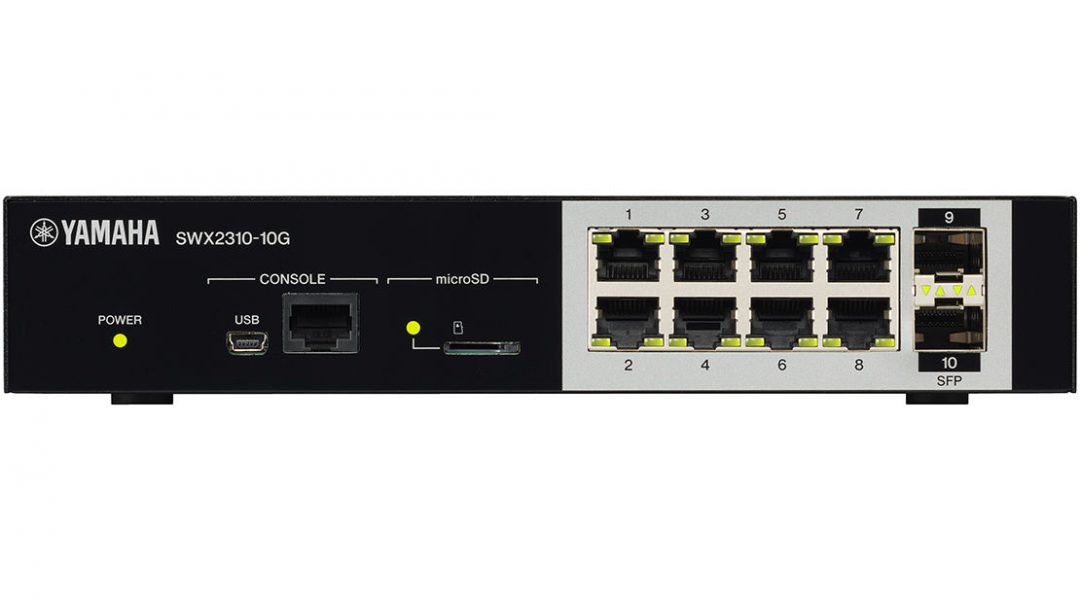 YAMAHA SWX2310-10G
CONSOLE
microSD
POWER
USB
1 3 5 7 9
2 4 6 8 10
SFP